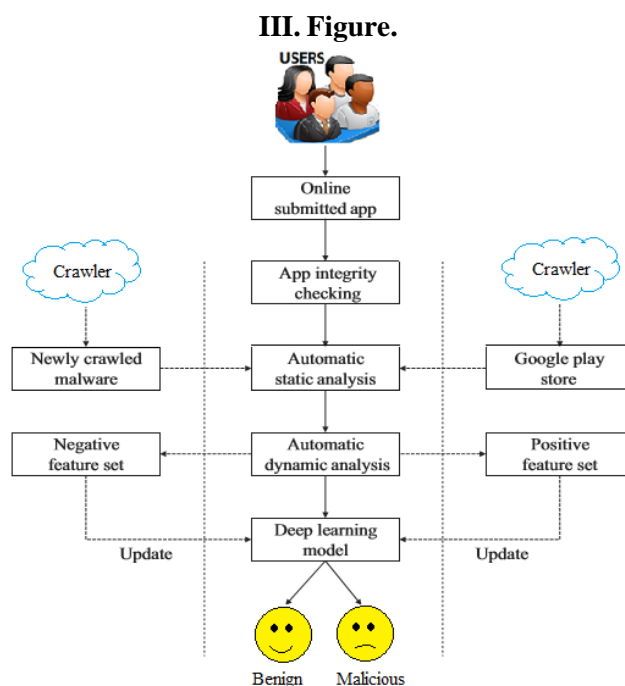 III. Figure.
USERS
Online
submitted app
Crawler
App integrity
checking
Crawler
Newly crawled
malware
Automatic
static analysis
Google play
store
Negative
feature set
Automatic
dynamic analysis
Positive
feature set
Update
Deep learning
model
Update
Benign
Malicious